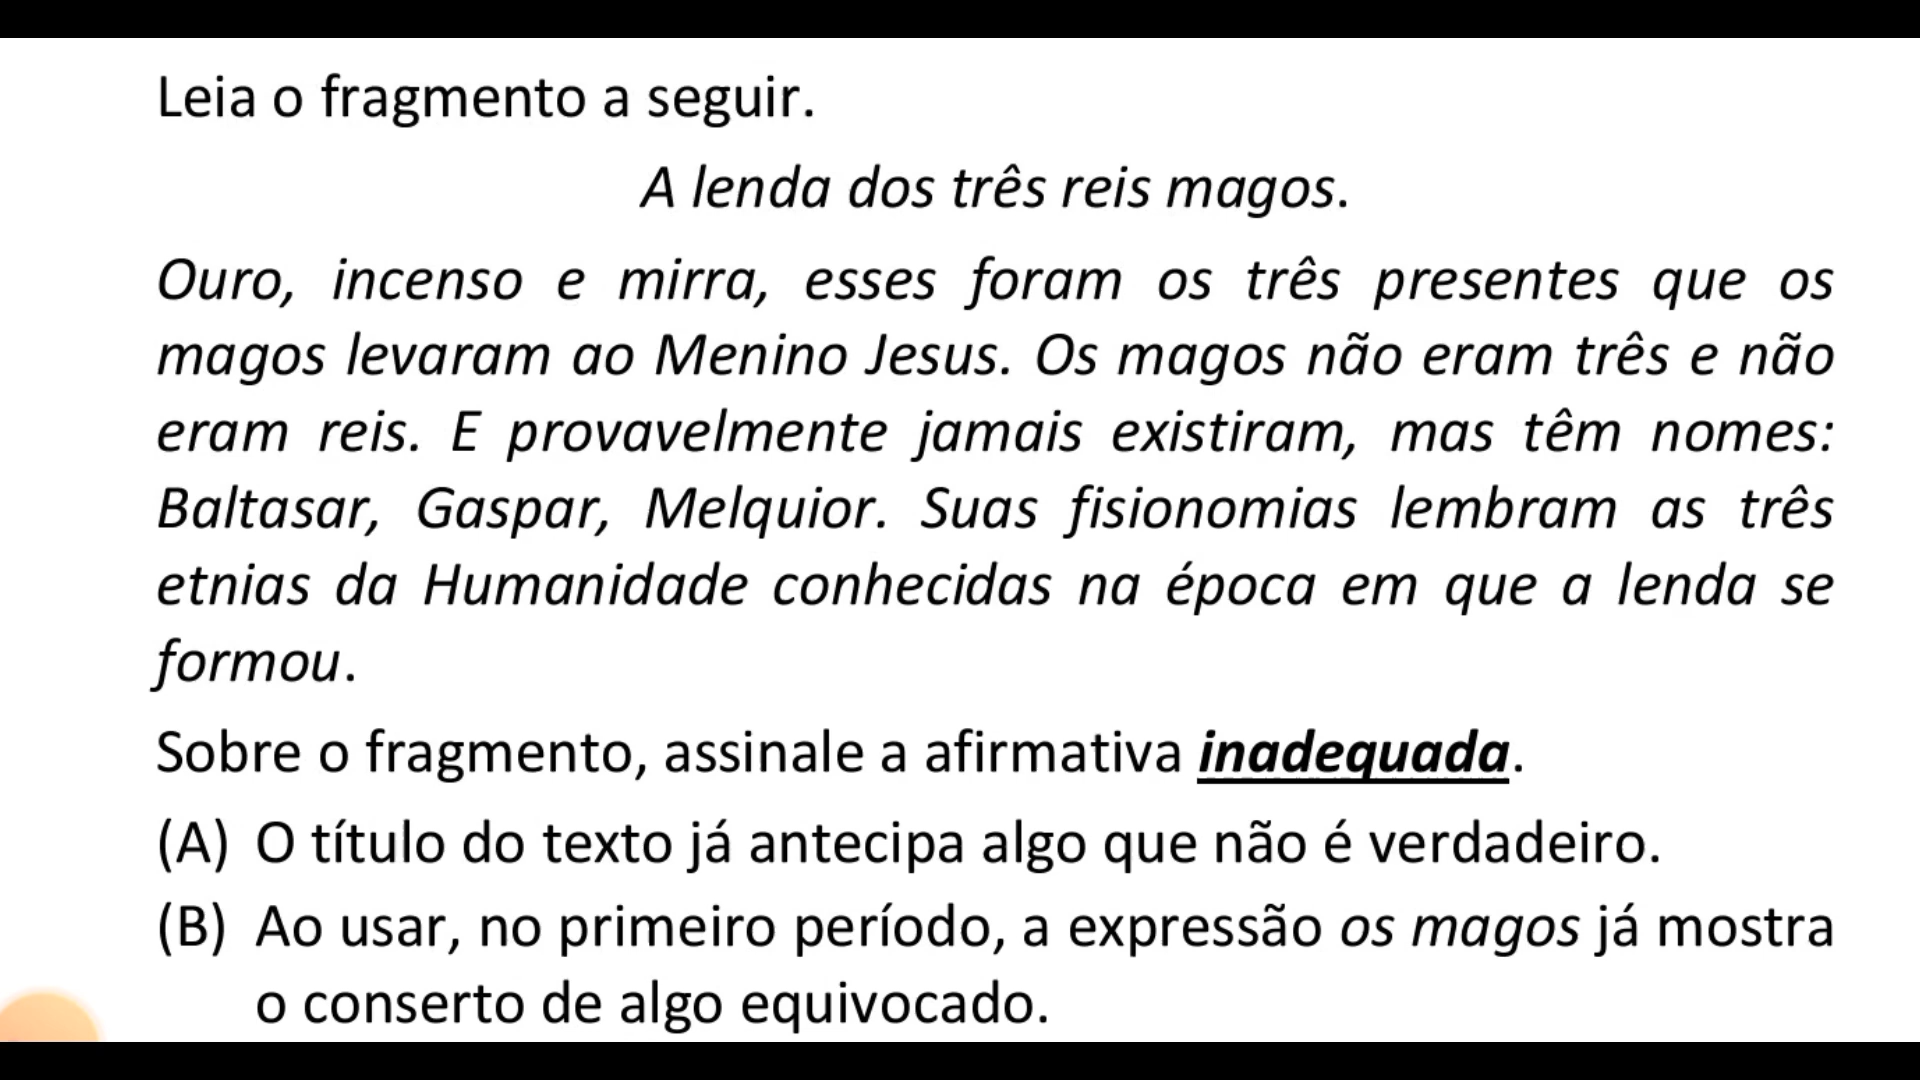 Leia o fragmento a seguir.
A lenda dos três reis magos.
Ouro, incenso e mirra, esses foram os três presentes que os
magos levaram ao Menino Jesus. Os magos não eram três e não
eram reis. E provavelmente jamais existiram, mas têm nomes:
Baltasar, Gaspar, Melquior. Suas fisionomias lembram as três
etnias da Humanidade conhecidas na época em que a lenda se
formou.
Sobre o fragmento, assinale a afirmativa inadequada.
(A) O título do texto já antecipa algo que não é verdadeiro.
(B) Ao usar, no primeiro período, a expressão os magos já mostra
o conserto de algo equivocado.